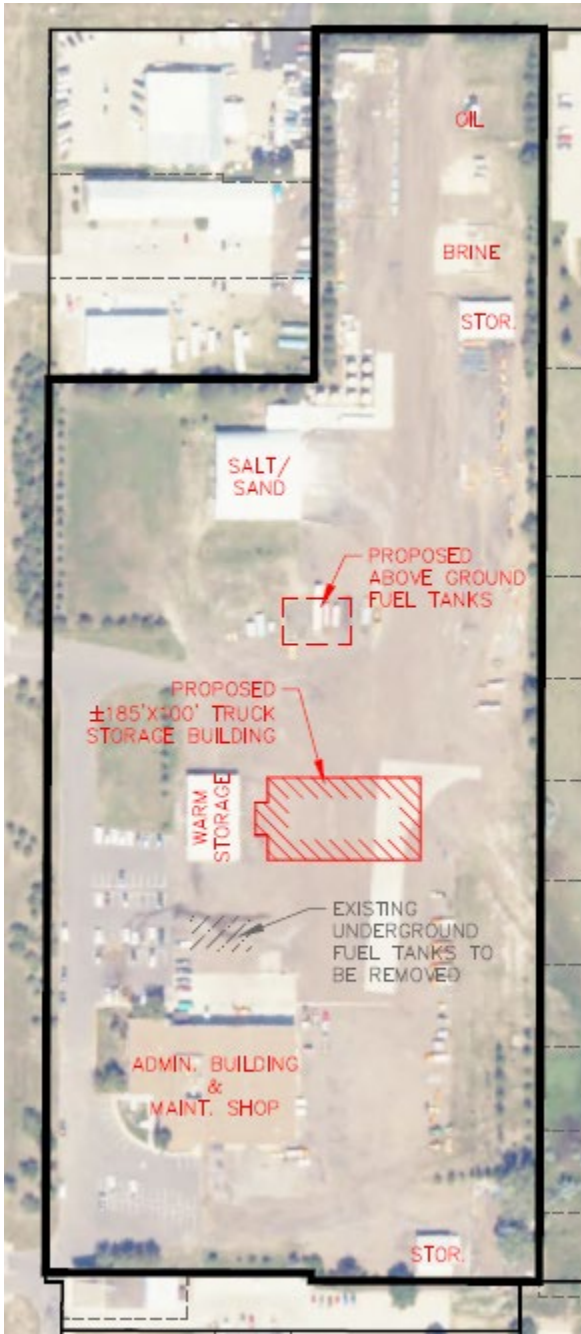 OIL
BRINE
STOR.
SALT/
SAND
PROPOSED
ABOVE GROUND
FUEL TANKS
PROPOSED
±185'X100' TRUCK
STORAGE BUILDING
WARM
STORAGE
EXISTING
UNDERGROUND
FUEL TANKS TO
BE REMOVED
ADMIN. BUILDING
&
MAINT. SHOP
STOR.